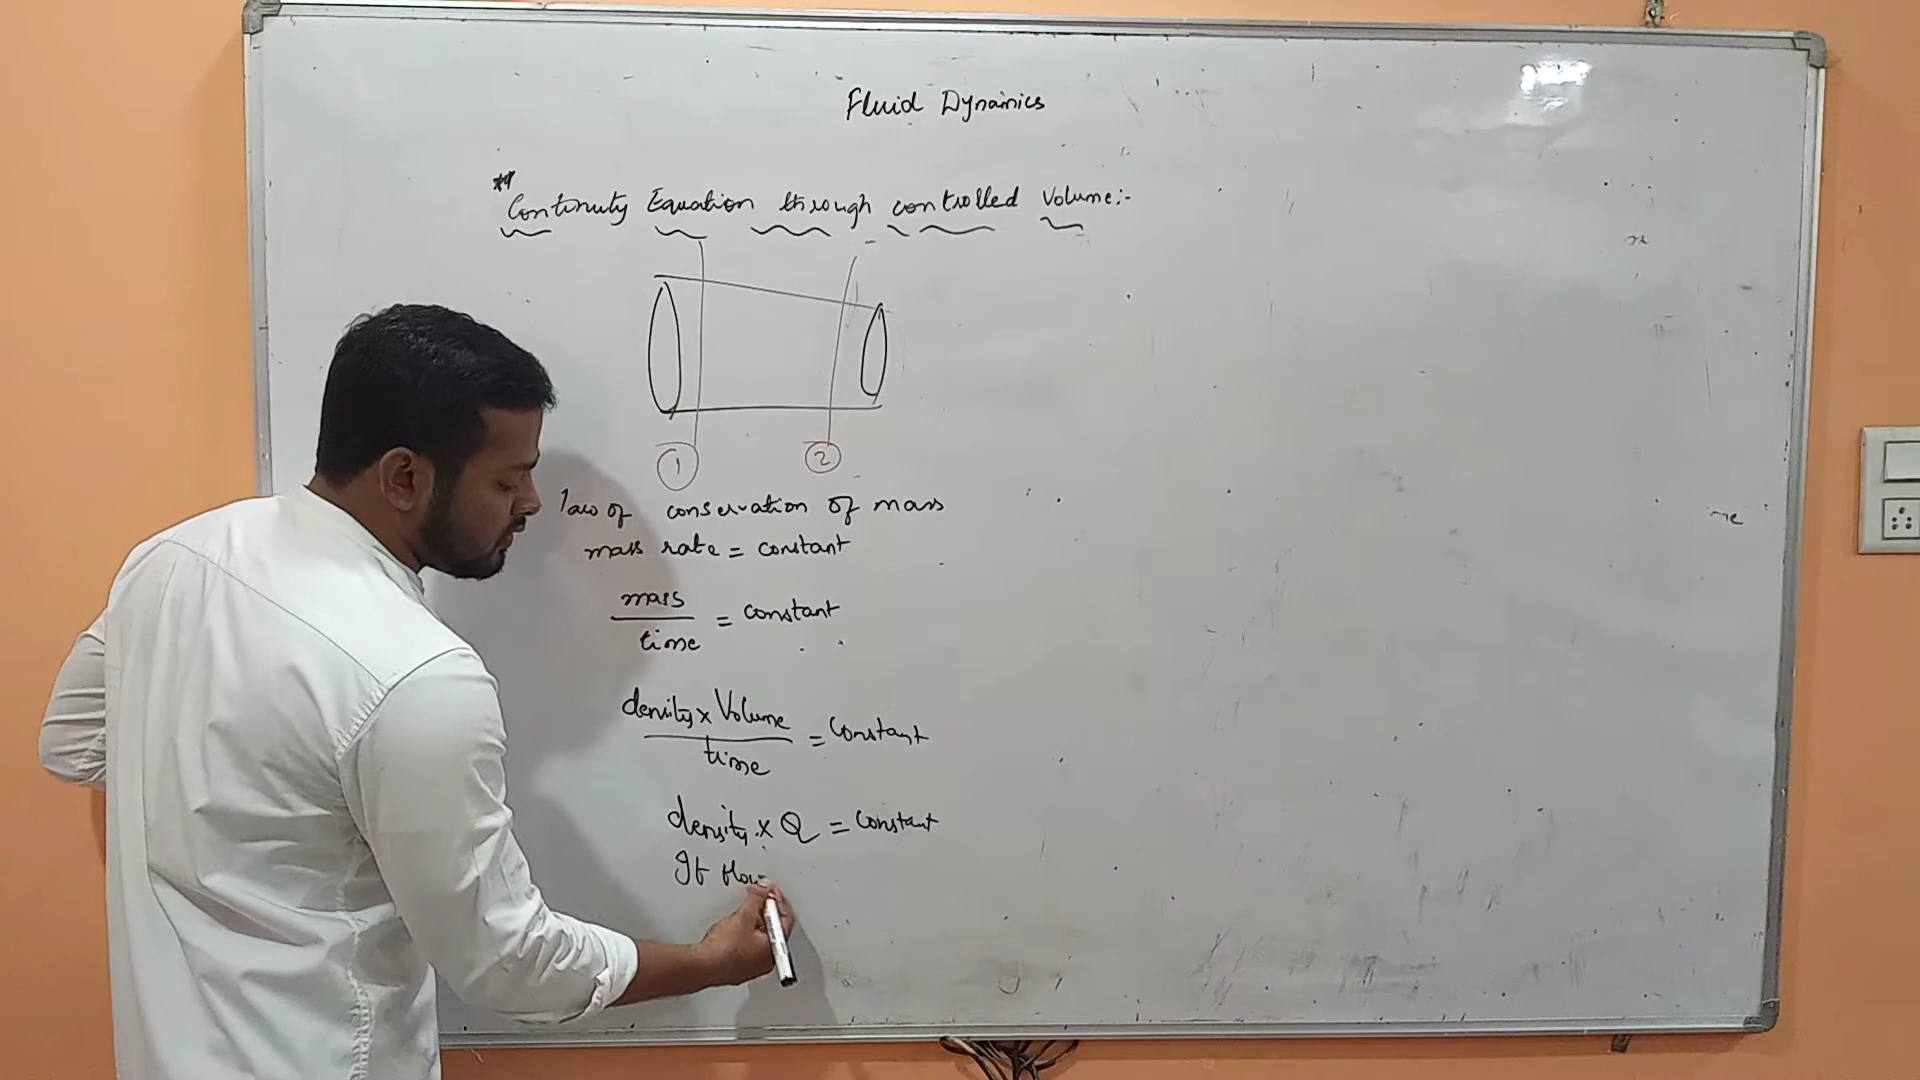 Fluid Dynamics
** Continuity Equation through controlled Volume:-
1 2
law of conservation of mass
mass rate = constant
mass
time = constant
density x Volume
time = constant
density x Q = constant
If flow